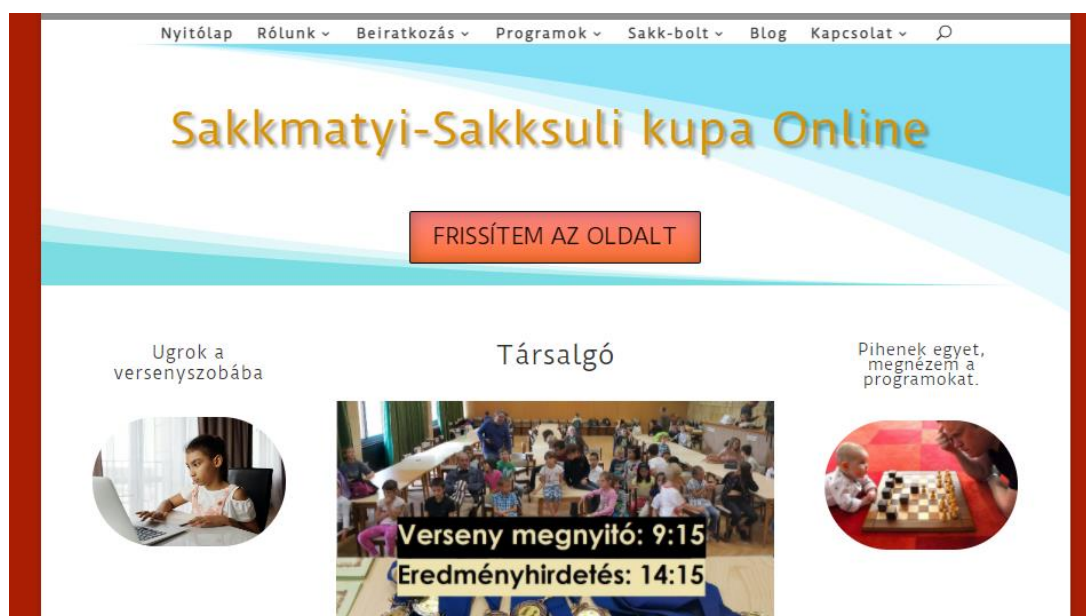 Nyitólap Rólunk Beiratkozás Programok Sakk-bolt Blog Kapcsolat
Sakkmatyi-Sakksuli kupa Online
FRISSÍTEM AZ OLDALT
Ugrok a
versenyszobába
Társalgó
Verseny megnyitó: 9:15
Eredményhirdetés: 14:15
Pihenek egyet,
megnézem a
programokat.